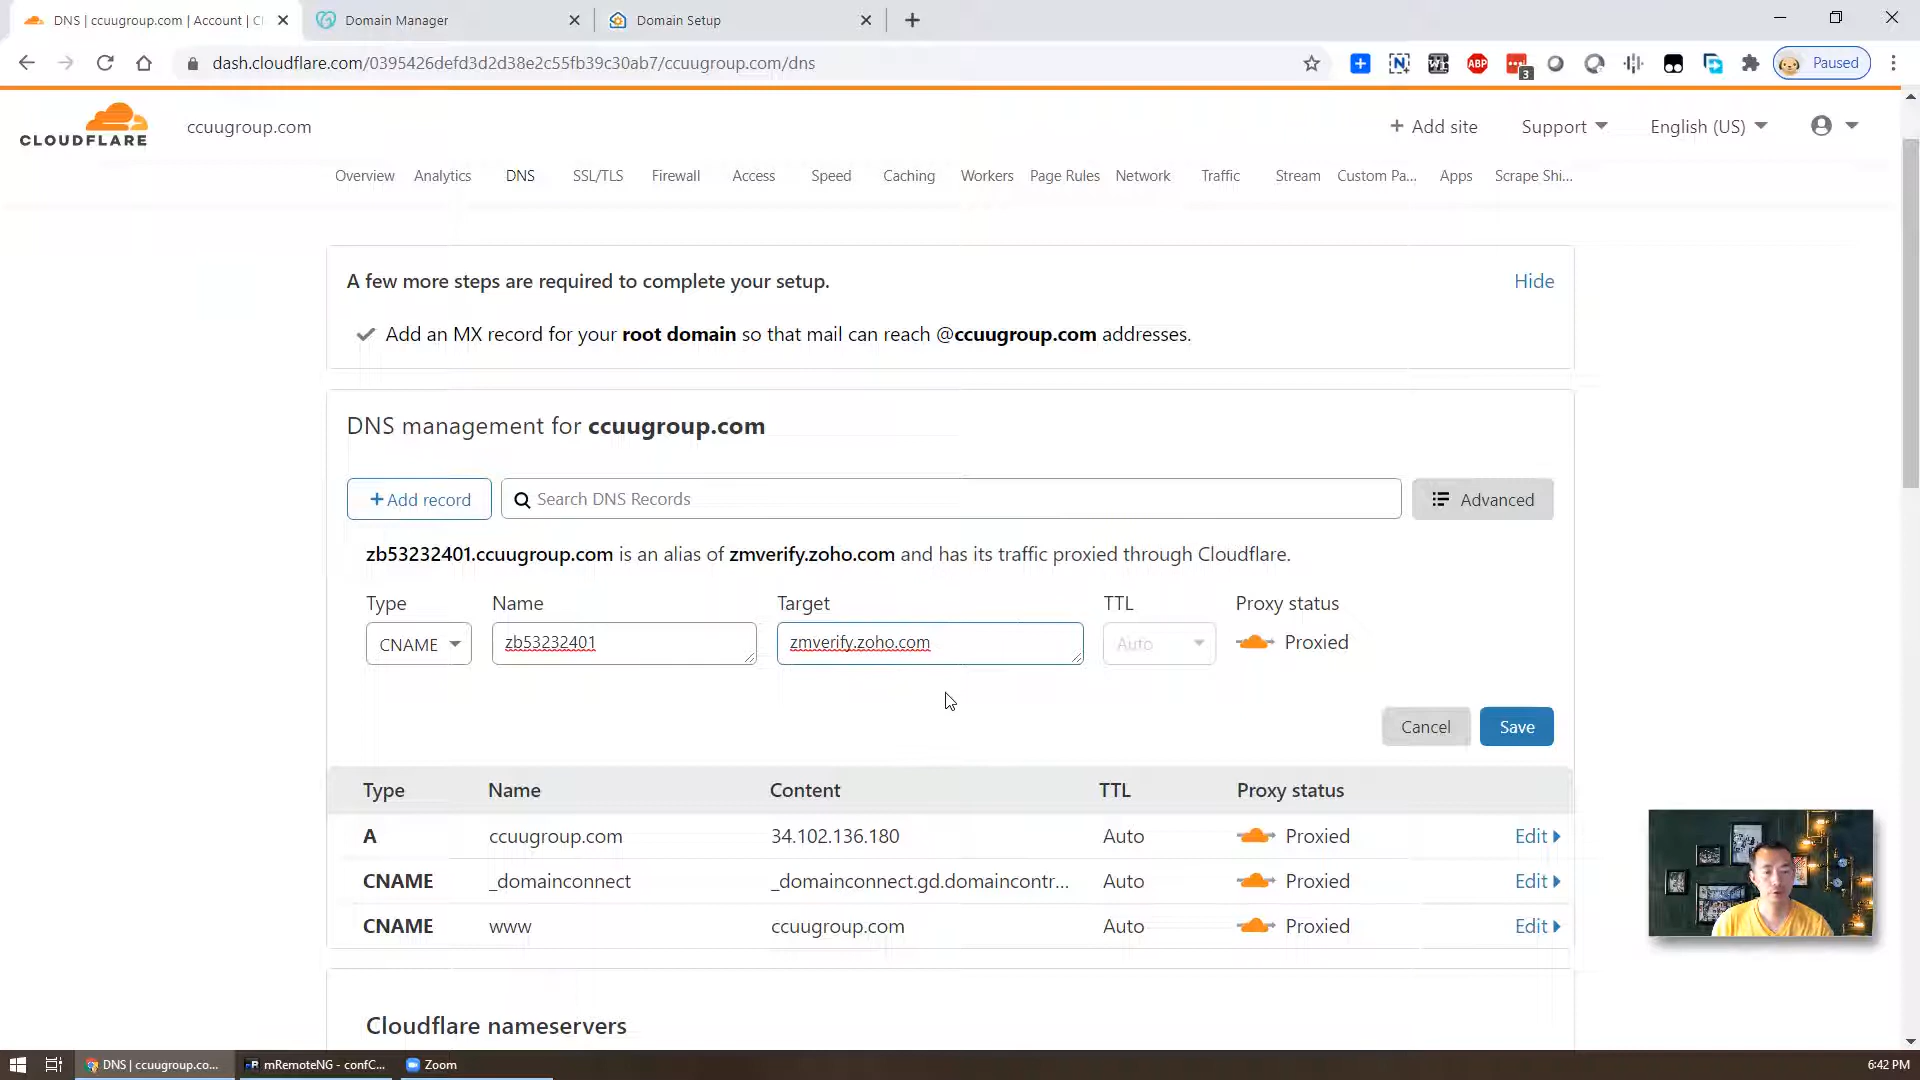 DNS | ccuugroup.com | Account | C
Domain Manager
Domain Setup
dash.cloudflare.com/0395426defd3d2d38e2c55fb39c30ab7/ccuugroup.com/dns
ABP
3
Paused
CLOUDFLARE
ccuugroup.com
+ Add site
Support
English (US)
Overview
Analytics
DNS
SSL/TLS
Firewall
Access
Speed
Caching
Workers
Page Rules
Network
Traffic
Stream
Custom Pa...
Apps
Scrape Shi...
A few more steps are required to complete your setup.
Hide
Add an MX record for your root domain so that mail can reach @ccuugroup.com addresses.
DNS management for ccuugroup.com
+ Add record
Search DNS Records
Advanced
zb53232401.ccuugroup.com is an alias of zmverify.zoho.com and has its traffic proxied through Cloudflare.
Type Name Target TTL Proxy status
CNAME zb53232401 zmverify.zoho.com Auto Proxied
Cancel
Save
Type Name Content TTL Proxy status
A ccuugroup.com 34.102.136.180 Auto Proxied Edit
CNAME _domainconnect _domainconnect.gd.domaincontr... Auto Proxied Edit
CNAME www ccuugroup.com Auto Proxied Edit
Cloudflare nameservers
DNS | ccuugroup.co...
mRemoteNG - confC...
Zoom
6:42 PM